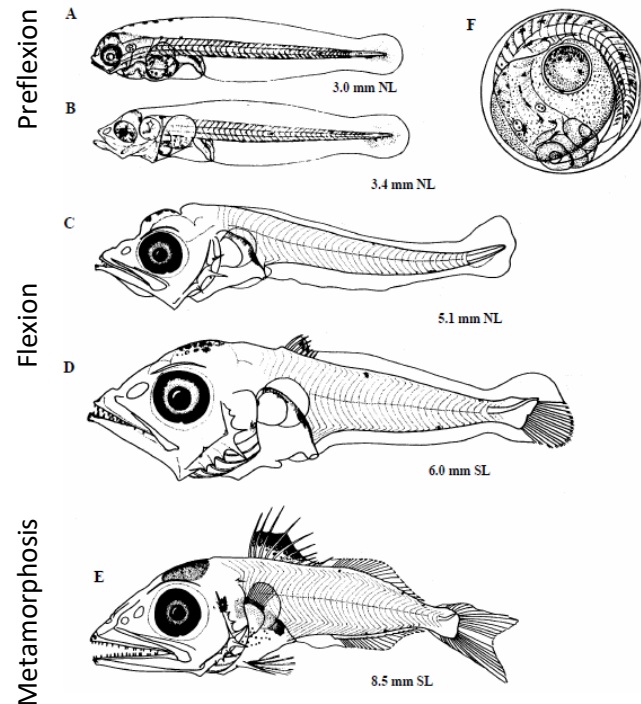 Preflexion
A
3.0 mm NL
F
B
3.4 mm NL
Flexion
C
5.1 mm NL
D
6.0 mm SL
Metamorphosis
E
8.5 mm SL